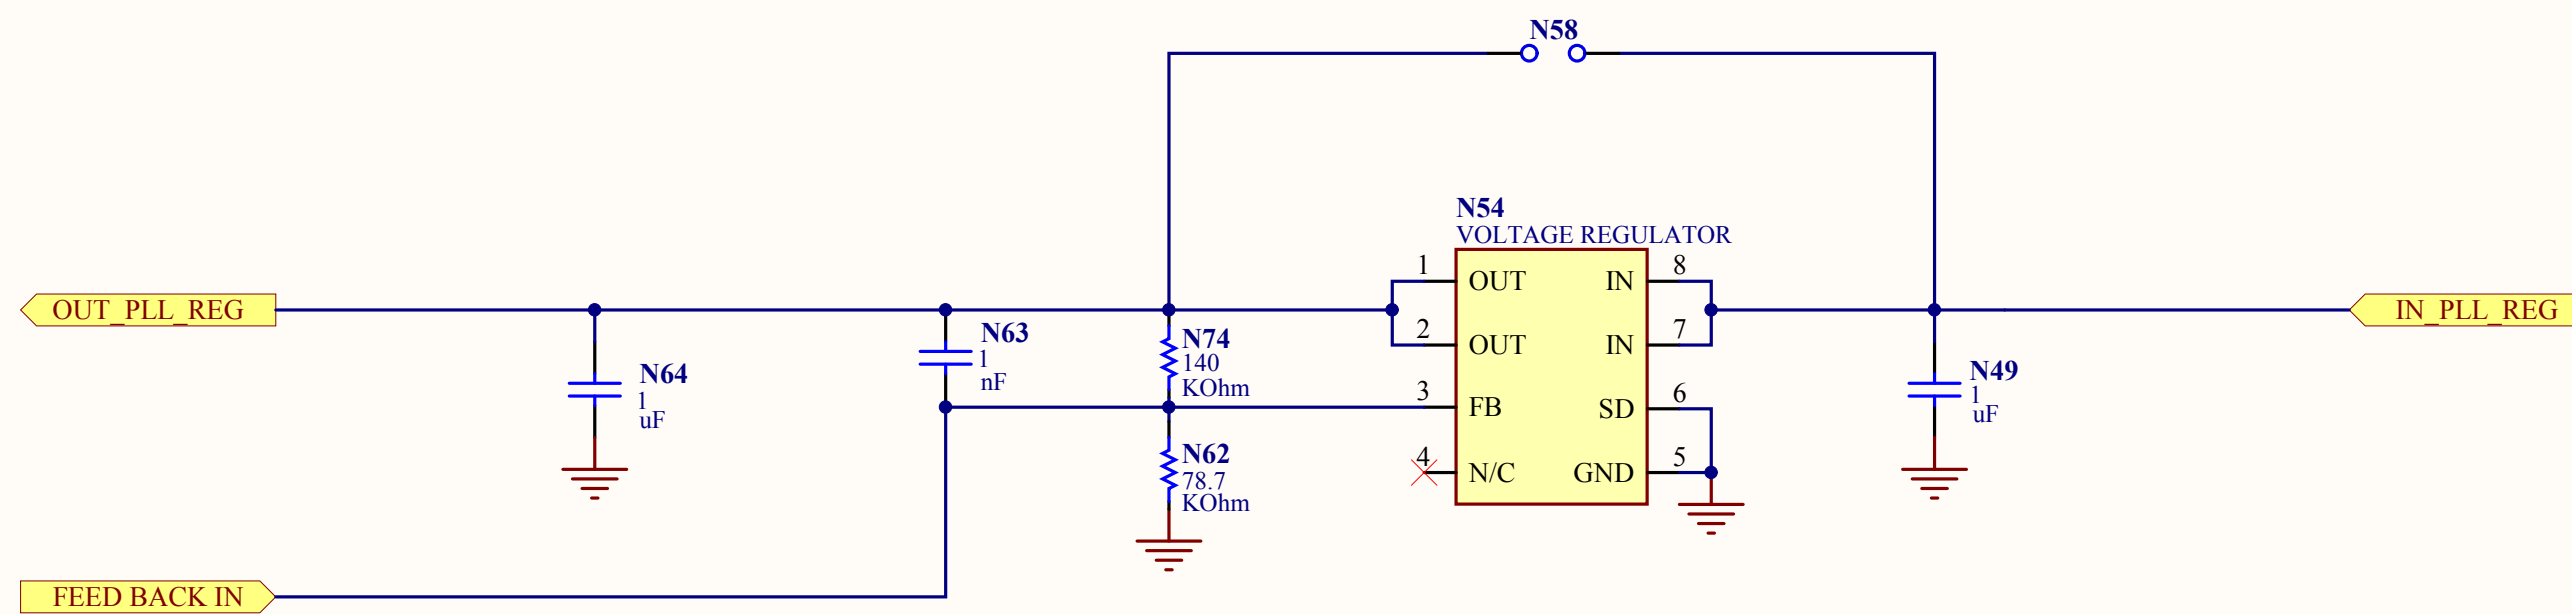 N58
N54
VOLTAGE REGULATOR
1
OUT
IN
8
OUT_PLL_REG
IN_PLL_REG
2
OUT
IN
7
N63
1
nF
N74
140
KOhm
N64
1
uF
N49
1
uF
3
FB
SD
6
N62
78.7
KOhm
4
N/C
GND
5
FEED BACK IN